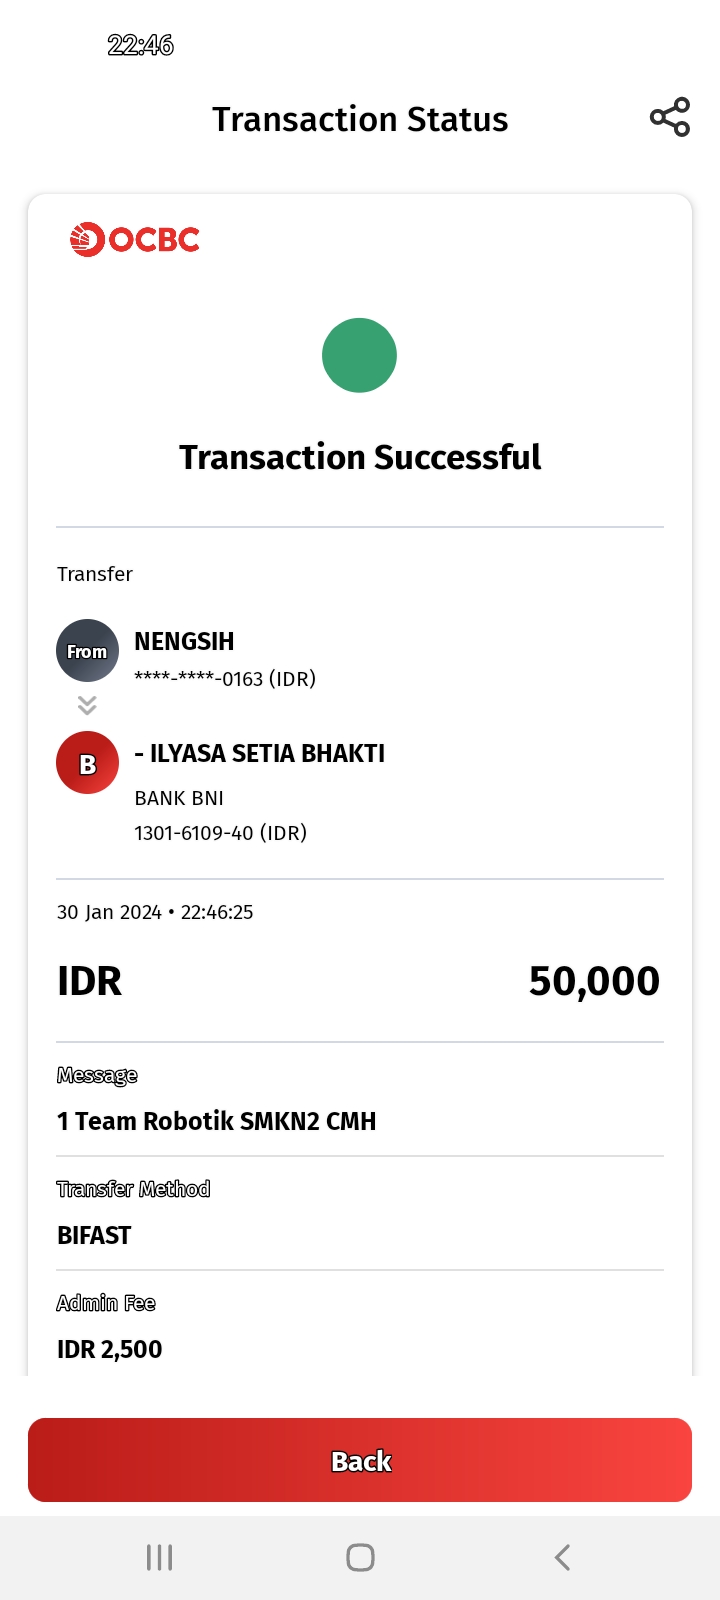 22:46
Transaction Status
OCBC
Transaction Successful
Transfer
From
NENGSIH
****-****-0163 (IDR)
B
- ILYASA SETIA BHAKTI
BANK BNI
1301-6109-40 (IDR)
30 Jan 2024 • 22:46:25
IDR 50,000
Message
1 Team Robotik SMKN2 CMH
Transfer Method
BIFAST
Admin Fee
IDR 2,500
Back